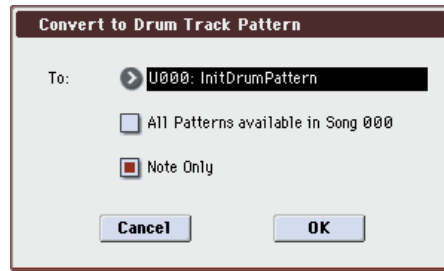 Convert to Drum Track Pattern
To: U000: InitDrumPattern
All Patterns available in Song 000
Note Only
Cancel OK